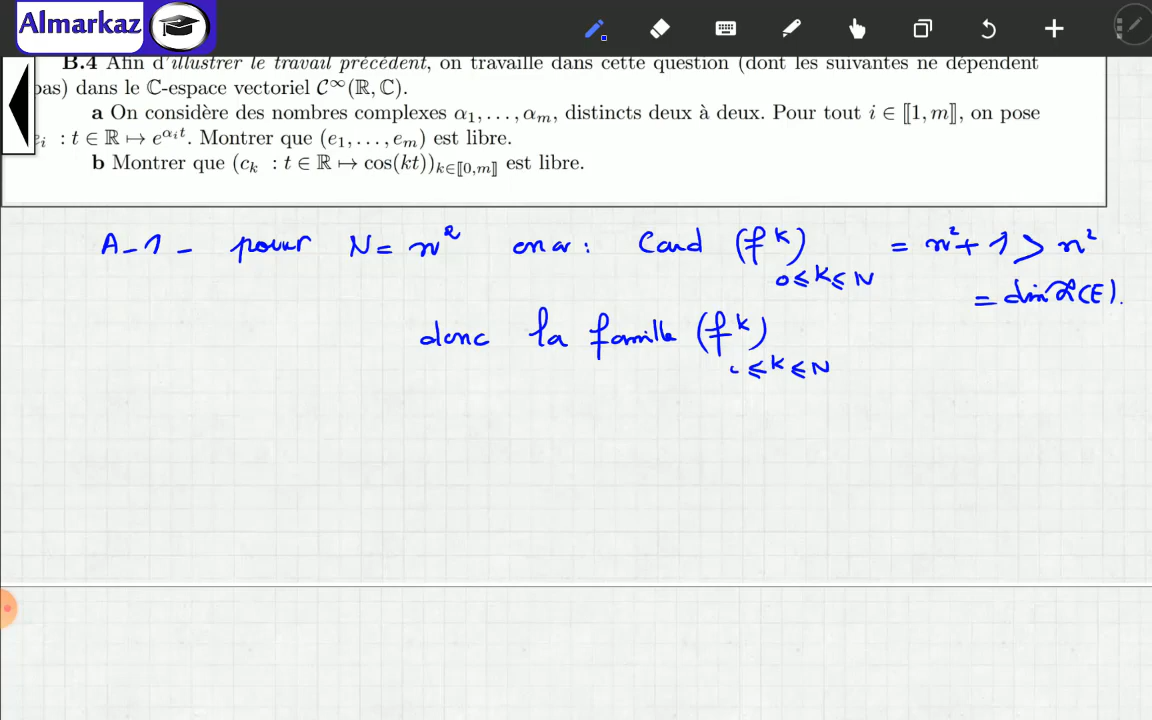 Almarkaz
B.4 Afin d'illustrer le travail précédent, on travaille dans cette question (dont les suivantes ne dépendent
pas) dans le ℂ-espace vectoriel 𝒞^∞(ℝ, ℂ).
a On considère des nombres complexes α₁, . . . , αₘ, distincts deux à deux. Pour tout i ∈ ⟦1, m⟧, on pose
eᵢ : t ∈ ℝ ↦ e^{αᵢt}. Montrer que (e₁, . . . , eₘ) est libre.
b Montrer que (cₖ : t ∈ ℝ ↦ cos(kt))_{k∈⟦0,m⟧} est libre.
A-1- pour N = n² on a : Card (f^k)_{0≤k≤N} = n²+1 > n²
= dim ℒ(E).
donc la famille (f^k)_{0≤k≤N}